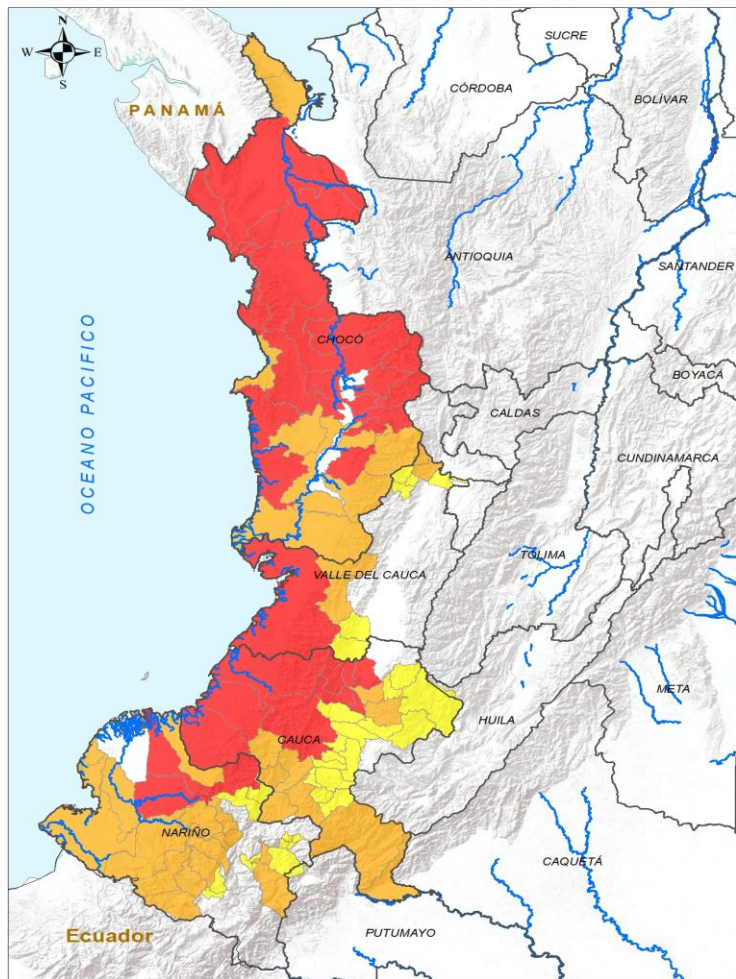 N
W
E
S
PANAMÁ
SUCRE
CÓRDOBA
BOLÍVAR
ANTIOQUIA
SANTANDER
OCEANO PACIFICO
CHOCÓ
BOYACÁ
CALDAS
CUNDINAMARCA
TOLIMA
VALLE DEL CAUCA
META
HUILA
CAUCA
NARIÑO
CAQUETÁ
Ecuador
PUTUMAYO